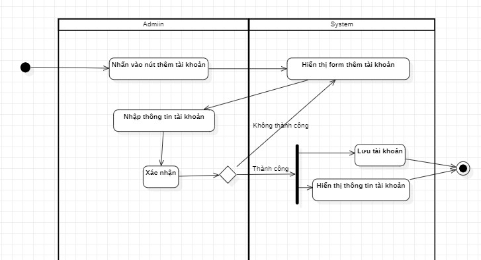 Admiin
System
Nhấn vào nút thêm tài khoản
Hiển thị form thêm tài khoản
Nhập thông tin tài khoản
Không thành công
Xác nhận
Thành công
Lưu tài khoản
Hiển thị thông tin tài khoản